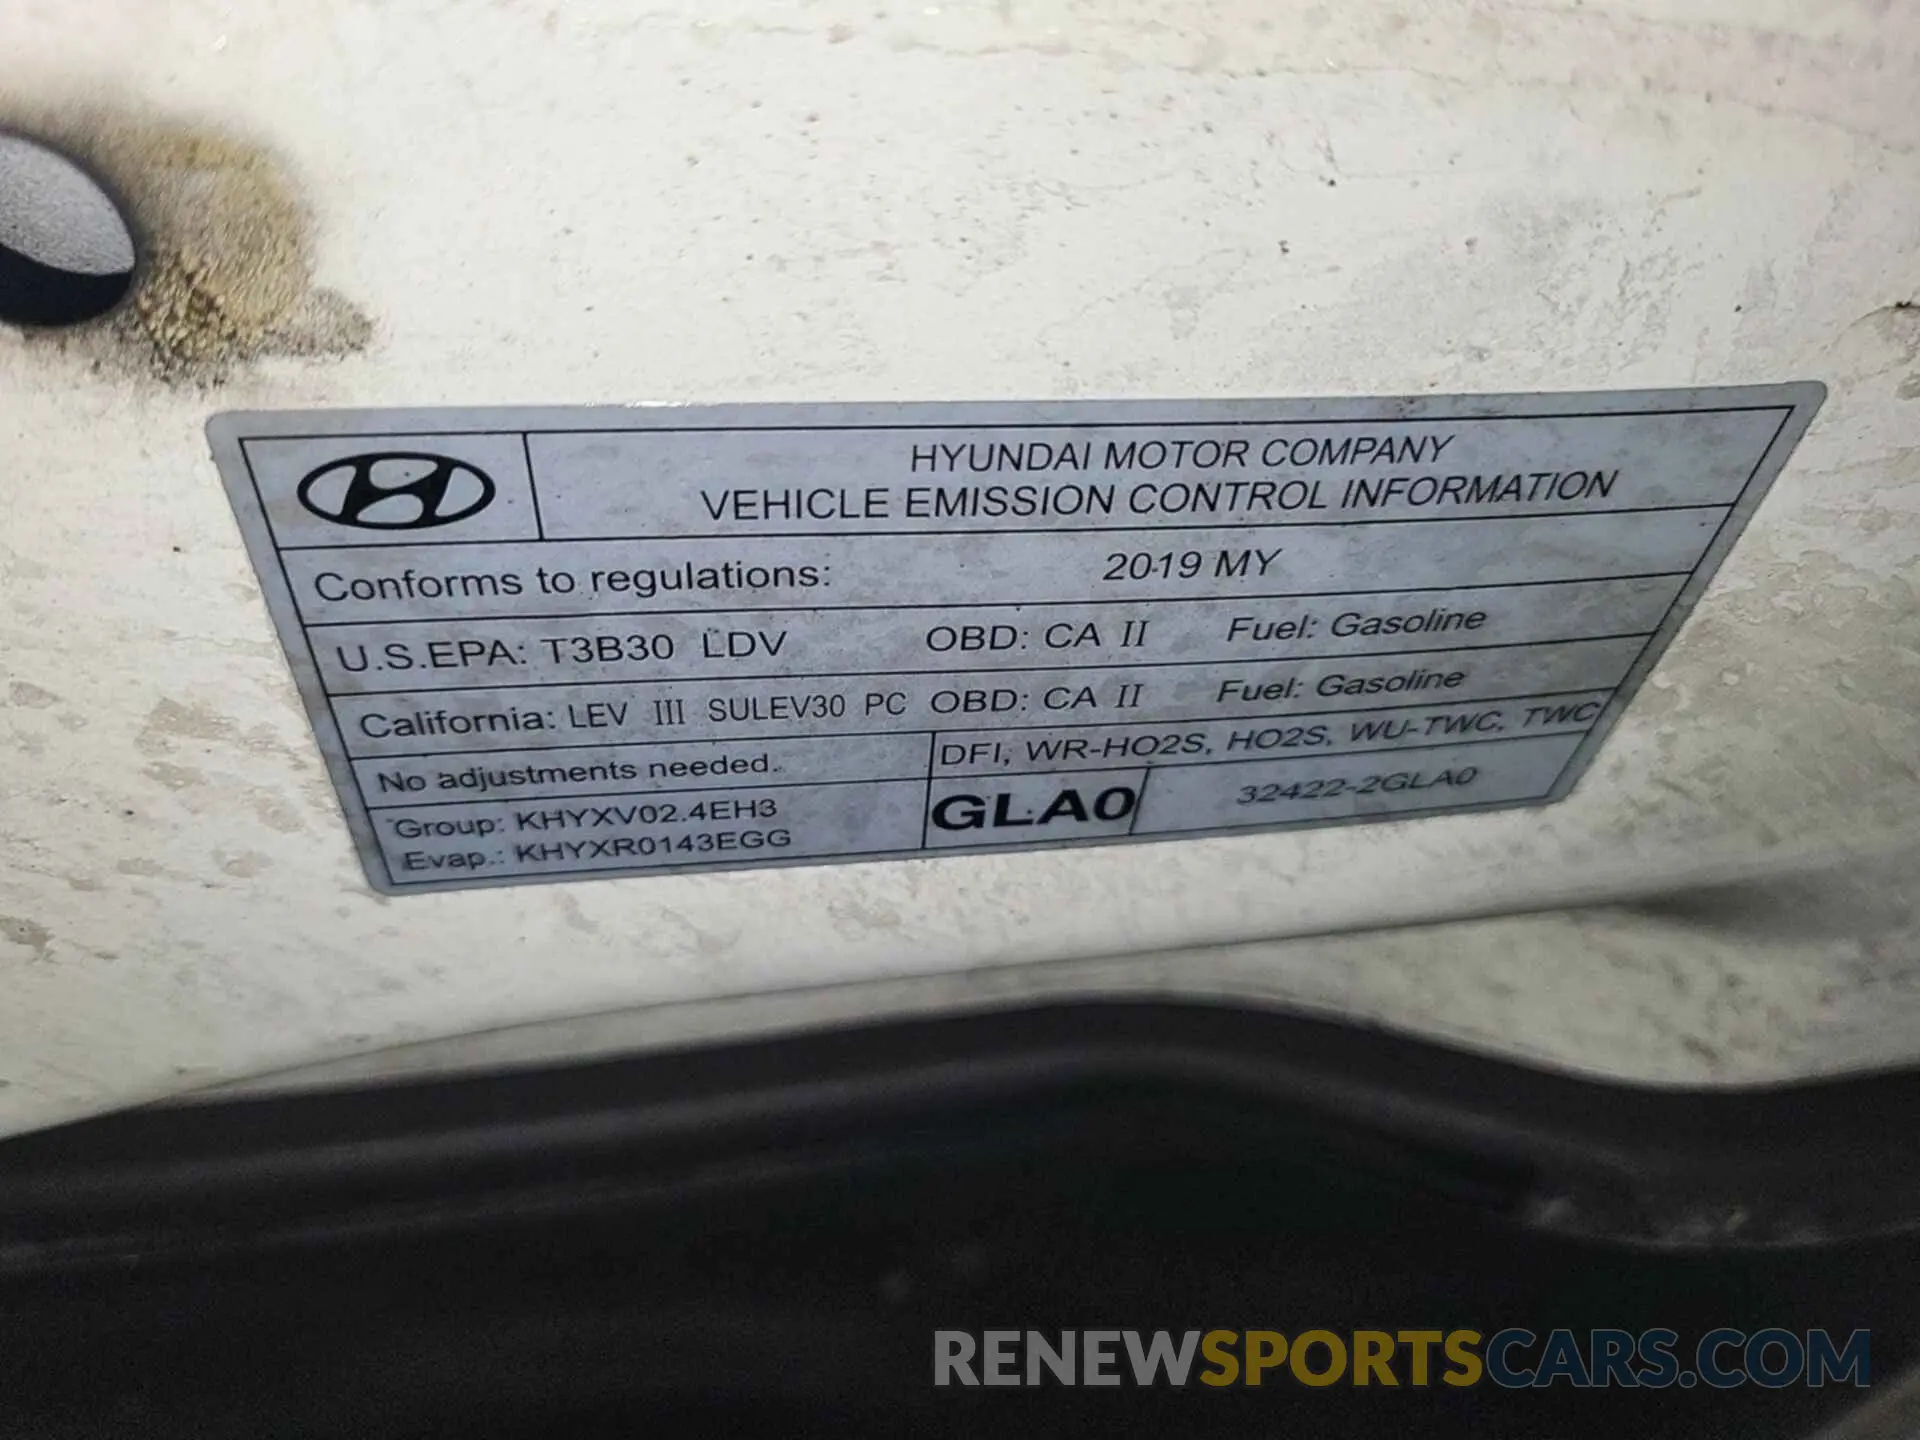 HYUNDAI MOTOR COMPANY
VEHICLE EMISSION CONTROL INFORMATION
Conforms to regulations: 2019 MY
U.S.EPA: T3B30 LDV OBD: CA II Fuel: Gasoline
California: LEV III SULEV30 PC OBD: CA II Fuel: Gasoline
No adjustments needed.
DFI, WR-HO2S, HO2S, WU-TWC, TWC
Group: KHYXV02.4EH3
Evap.: KHYXR0143EGG
GLA0
32422-2GLA0
RENEWSPORTSCARS.COM